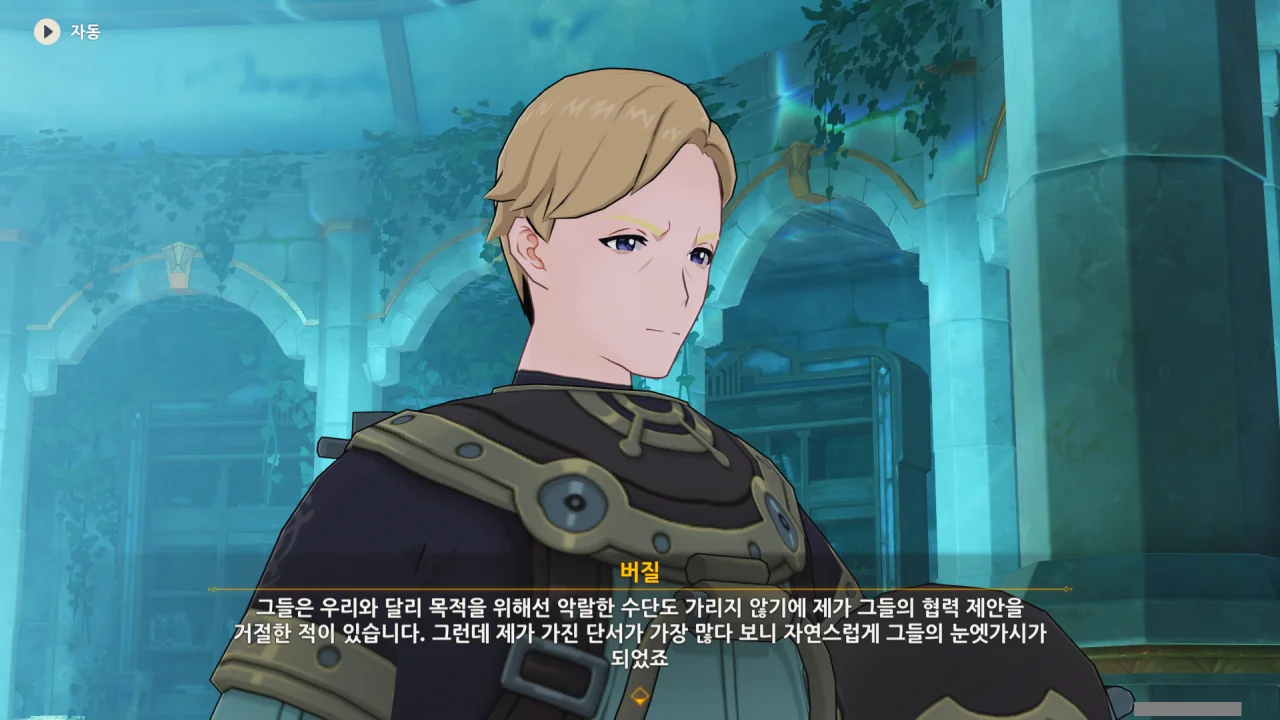 자동
버질
그들은 우리와 달리 목적을 위해선 악랄한 수단도 가리지 않기에 제가 그들의 협력 제안을
거절한 적이 있습니다. 그런데 제가 가진 단서가 가장 많다 보니 자연스럽게 그들의 눈엣가시가
되었죠